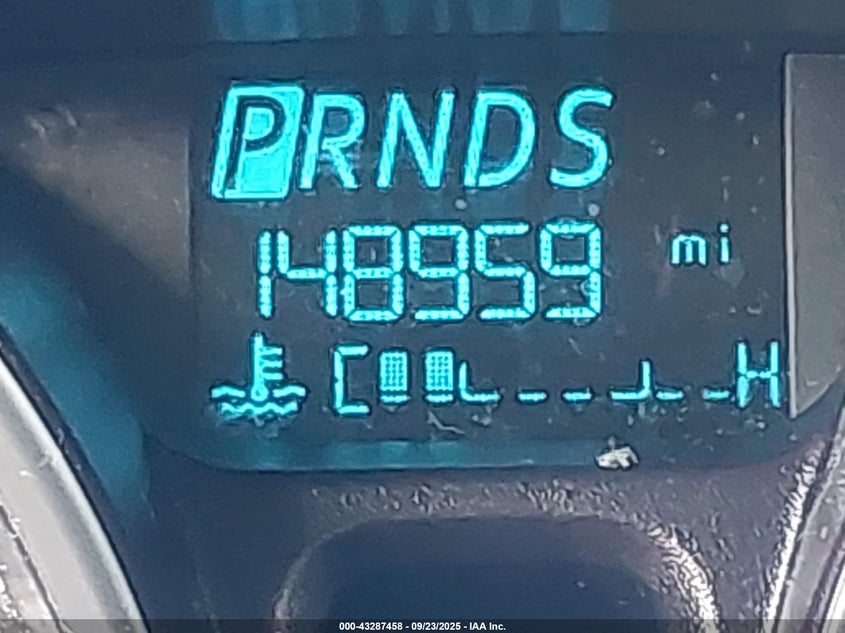 PRNDS
148959 mi
C H
000-43287458 - 09/23/2025 - IAA Inc.